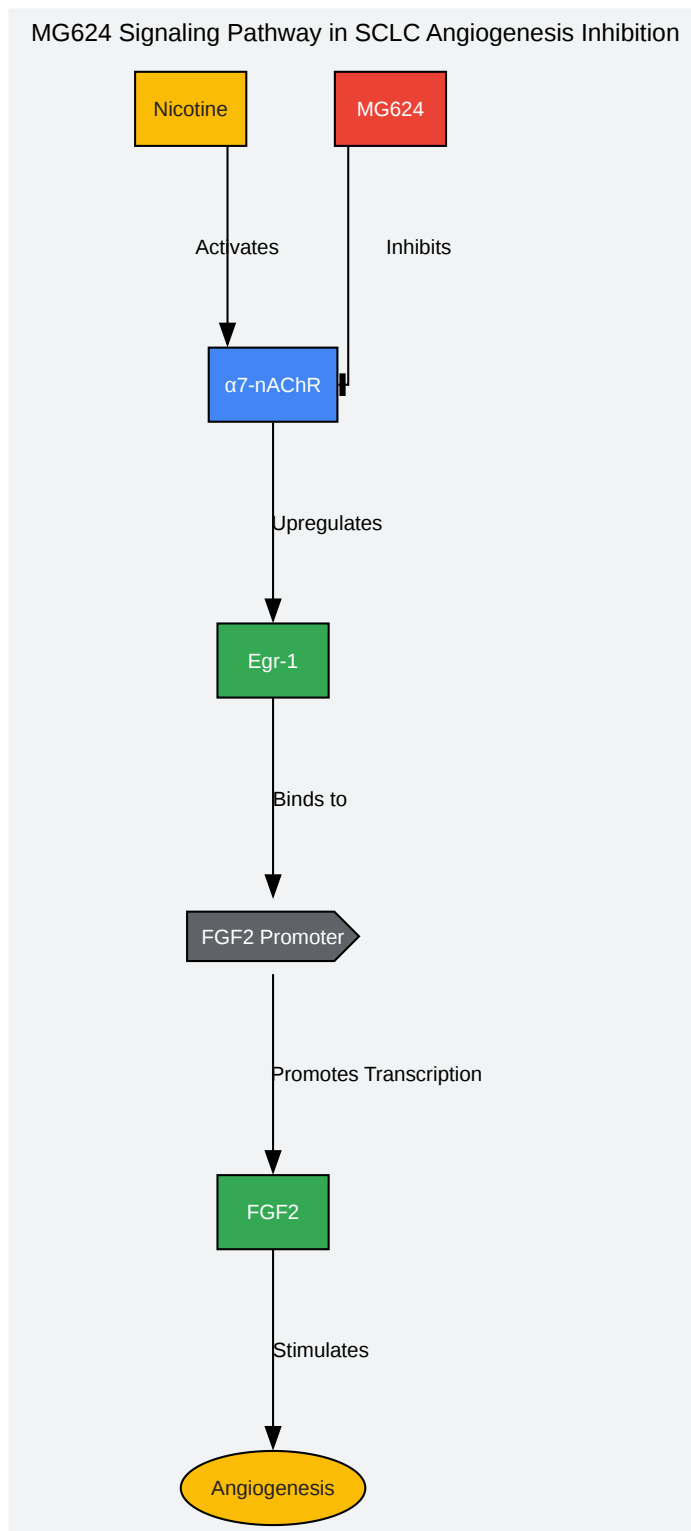 MG624 Signaling Pathway in SCLC Angiogenesis Inhibition
Nicotine
MG624
Activates
Inhibits
α7-nAChR
Upregulates
Egr-1
Binds to
FGF2 Promoter
Promotes Transcription
FGF2
Stimulates
Angiogenesis